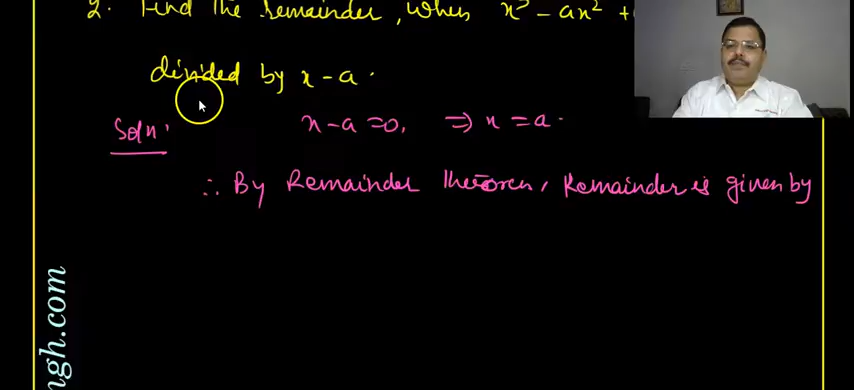 2. Find the remainder, when x³ - ax² +
divided by x - a.
Soln:
x - a = 0, ⇒ x = a.
∴ By Remainder Theorem, Remainder is given by
ngh.com